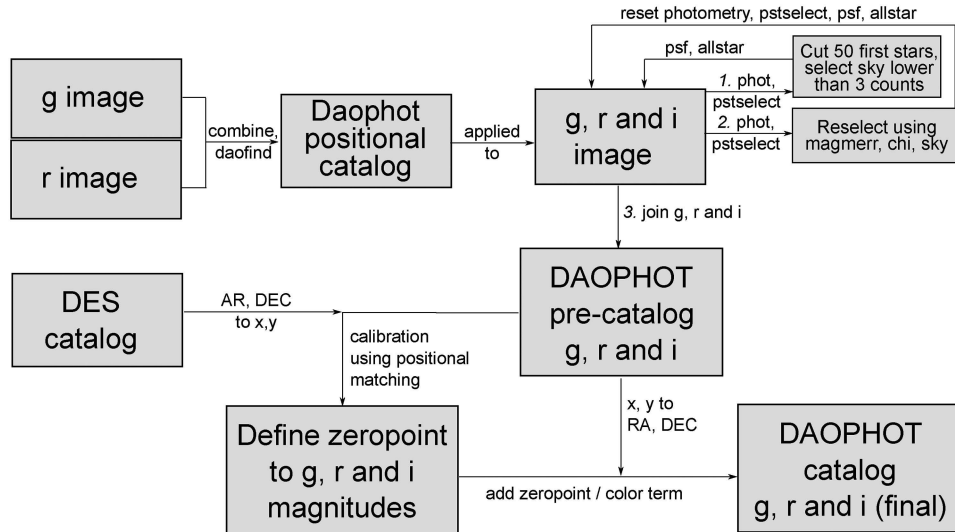 reset photometry, pstselect, psf, allstar
psf, allstar
Cut 50 first stars,
select sky lower
than 3 counts
1. phot,
pstselect
g image
r image
combine,
daofind
Daophot
positional
catalog
applied
to
g, r and i
image
2. phot,
pstselect
Reselect using
magmerr, chi, sky
3. join g, r and i
DES
catalog
AR, DEC
to x,y
DAOPHOT
pre-catalog
g, r and i
calibration
using positional
matching
x, y to
RA, DEC
Define zeropoint
to g, r and i
magnitudes
add zeropoint / color term
DAOPHOT
catalog
g, r and i (final)